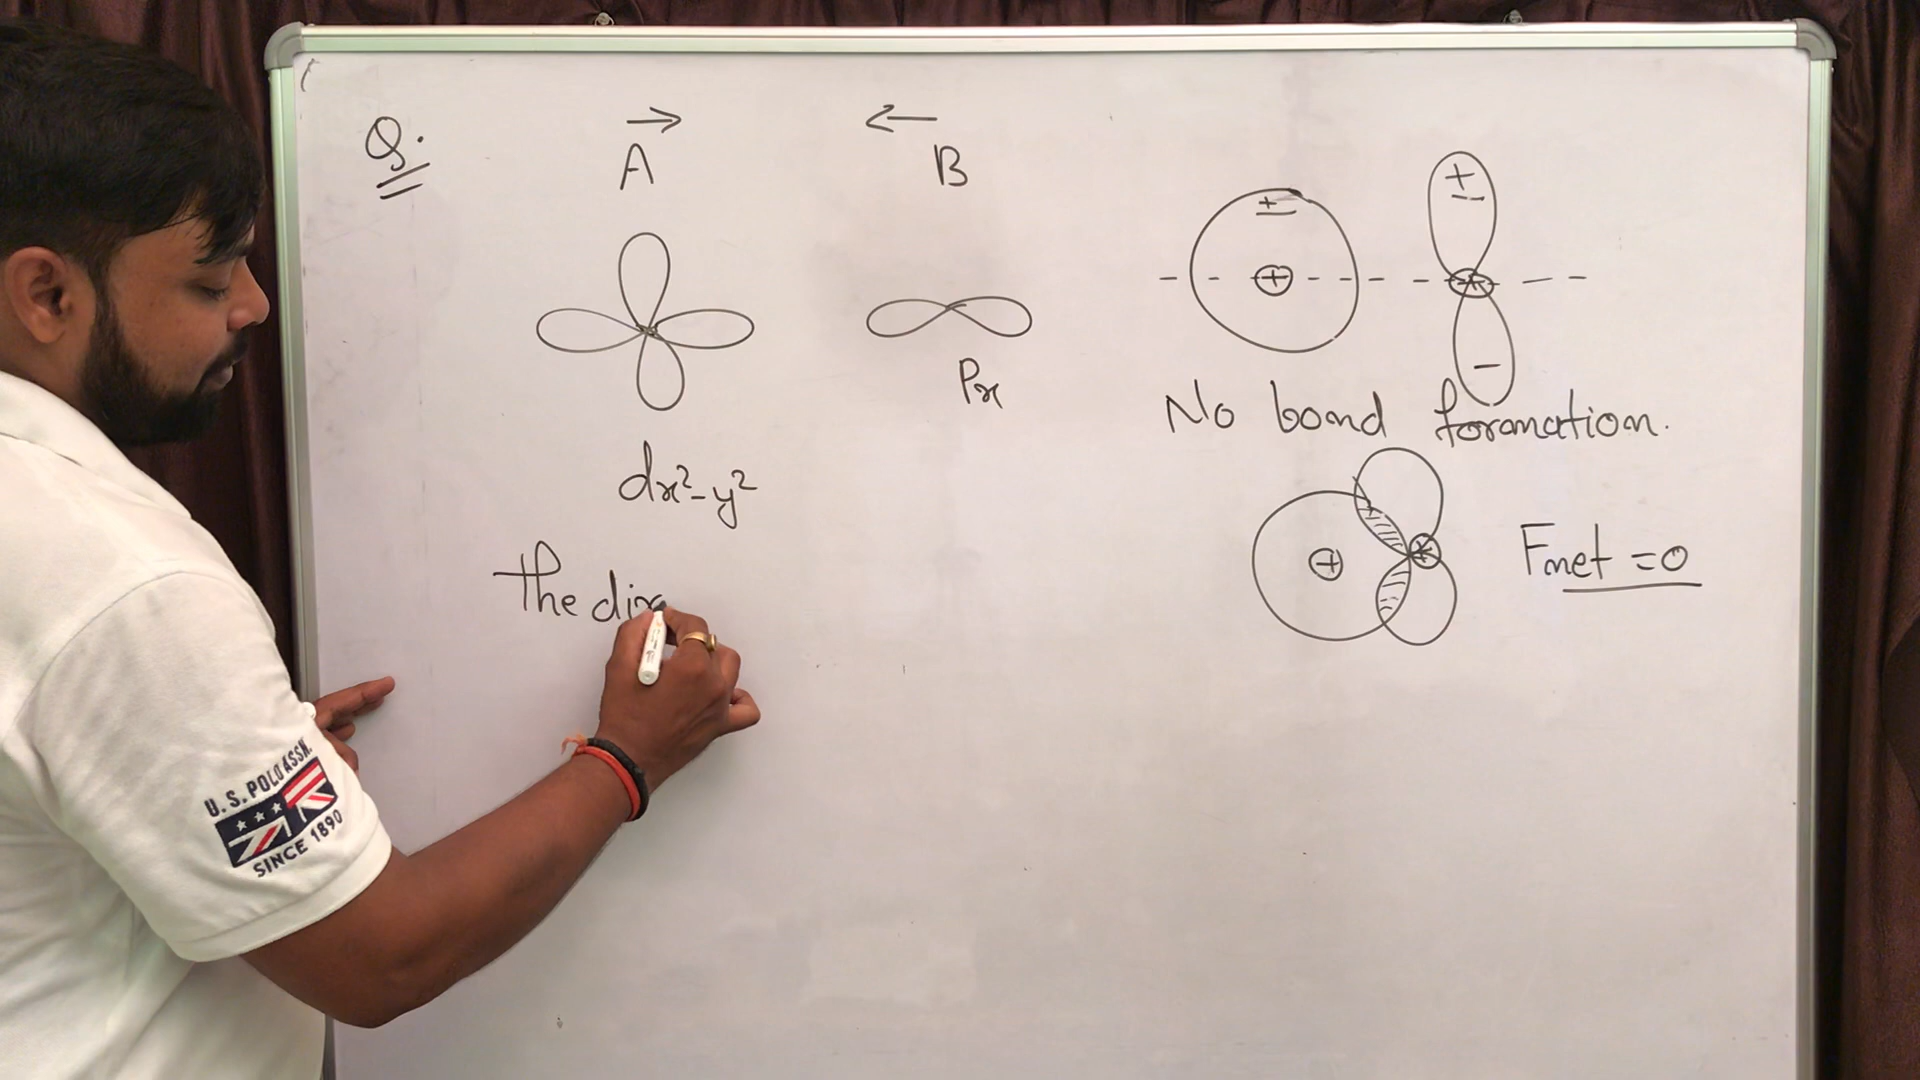 Q.
A B
Px
dx²-y²
The dir
+
+
+
-
No bond formation.
+
+
Fnet = 0
U.S. POLO ASSN.
SINCE 1890